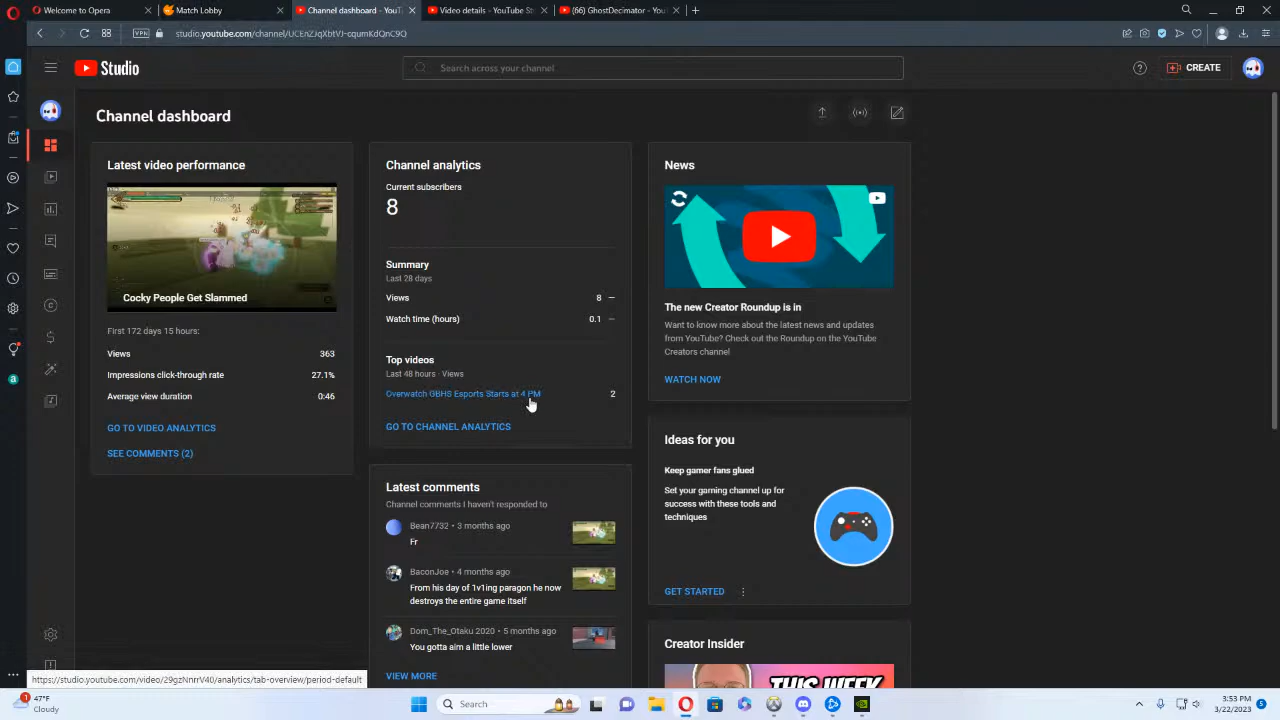 Welcome to Opera
Match Lobby
Channel dashboard - YouT
Video details - YouTube St
(66) GhostDecimator - You
VPN
studio.youtube.com/channel/UCEnZJqXbtVJ-cqumKdQnC9Q
Studio
Search across your channel
CREATE
Channel dashboard
Latest video performance
Cocky People Get Slammed
First 172 days 15 hours:
Views 363
Impressions click-through rate 27.1%
Average view duration 0:46
GO TO VIDEO ANALYTICS
SEE COMMENTS (2)
Channel analytics
Current subscribers
8
Summary
Last 28 days
Views 8 —
Watch time (hours) 0.1 —
Top videos
Last 48 hours · Views
Overwatch GBHS Esports Starts at 4 PM 2
GO TO CHANNEL ANALYTICS
Latest comments
Channel comments I haven't responded to
Bean7732 • 3 months ago
Fr
BaconJoe • 4 months ago
From his day of 1v1ing paragon he now
destroys the entire game itself
Dom_The_Otaku 2020 • 5 months ago
You gotta aim a little lower
VIEW MORE
News
The new Creator Roundup is in
Want to know more about the latest news and updates
from YouTube? Check out the Roundup on the YouTube
Creators channel
WATCH NOW
Ideas for you
Keep gamer fans glued
Set your gaming channel up for
success with these tools and
techniques
GET STARTED
Creator Insider
THIS WEEK
https://studio.youtube.com/video/29gzNnrrV40/analytics/tab-overview/period-default
1
47°F
Cloudy
Search
3:53 PM
3/22/2023
5